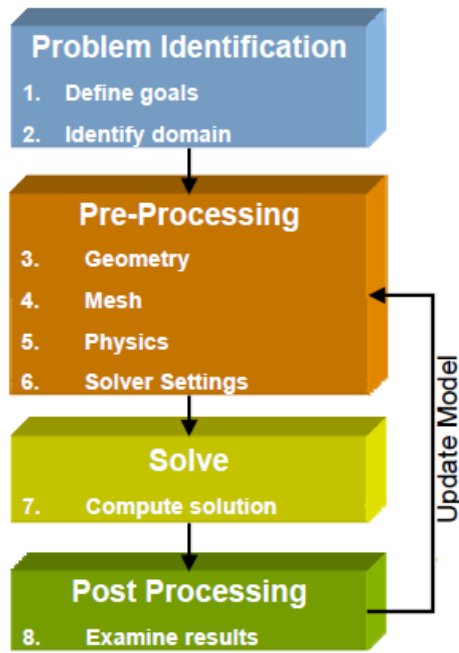 Problem Identification
1. Define goals
2. Identify domain
Pre-Processing
3. Geometry
4. Mesh
5. Physics
6. Solver Settings
Solve
7. Compute solution
Post Processing
8. Examine results
Update Model